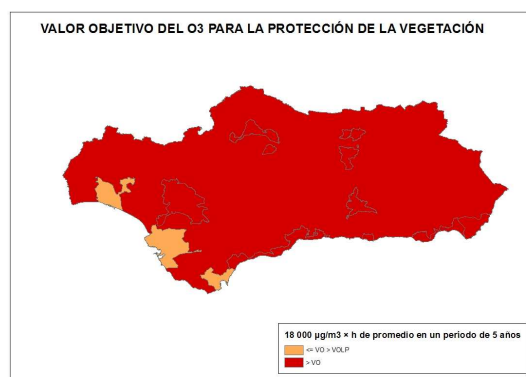 VALOR OBJETIVO DEL O3 PARA LA PROTECCIÓN DE LA VEGETACIÓN
18 000 µg/m3 × h de promedio en un periodo de 5 años
<= VO > VOLP
> VO